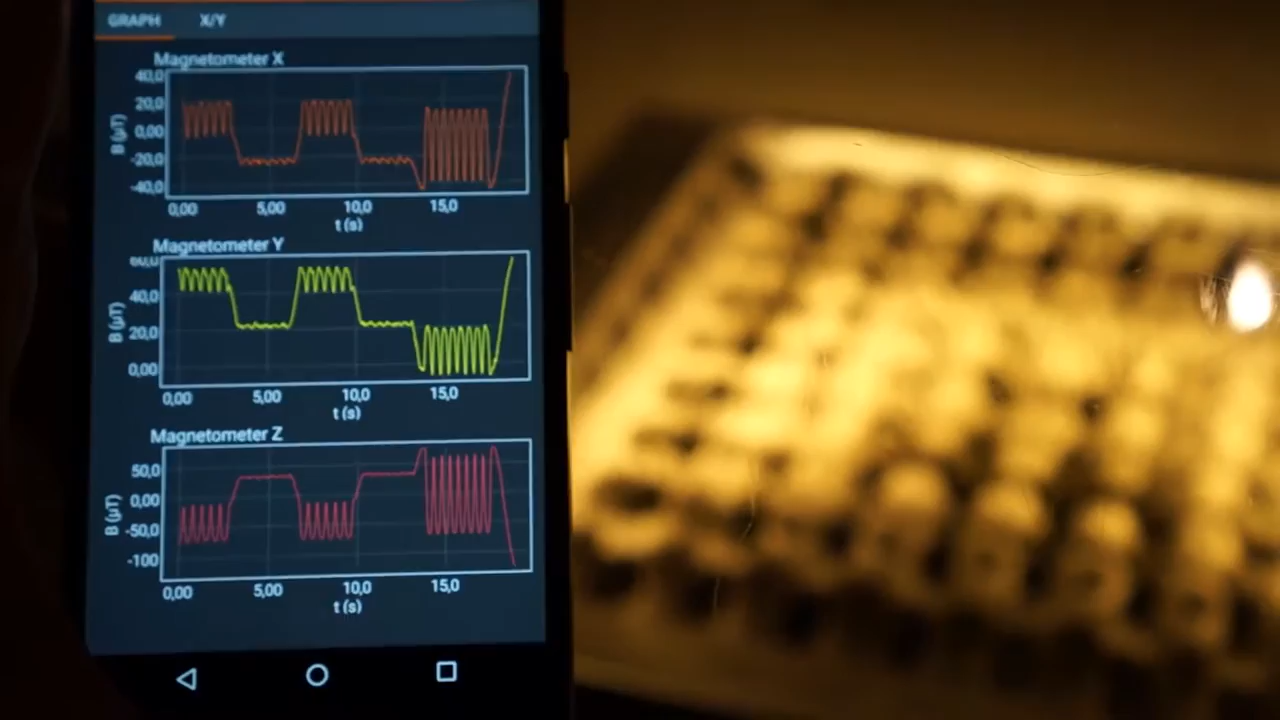 GRAPH X/Y
Magnetometer X
40,0
20,0
0,00
-20,0
-40,0
B (µT)
0,00 5,00 10,0 15,0
t (s)
Magnetometer Y
60,0
40,0
20,0
0,00
B (µT)
0,00 5,00 10,0 15,0
t (s)
Magnetometer Z
50,0
0,00
-50,0
-100
B (µT)
0,00 5,00 10,0 15,0
t (s)